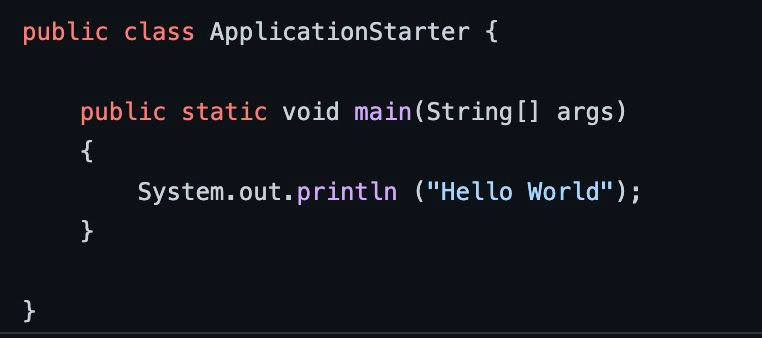 public class ApplicationStarter {
    public static void main(String[] args)
    {
        System.out.println ("Hello World");
    }
}